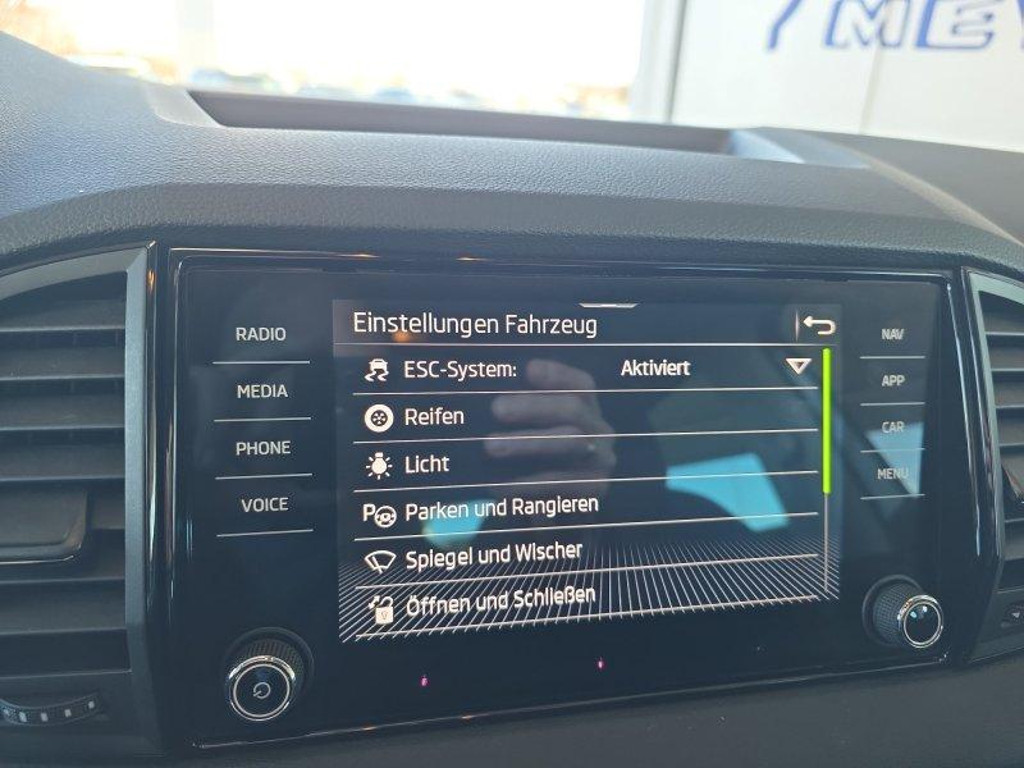 MEY
Einstellungen Fahrzeug
RADIO
MEDIA
PHONE
VOICE
ESC-System: Aktiviert
Reifen
Licht
Parken und Rangieren
Spiegel und Wischer
Öffnen und Schließen
NAV
APP
CAR
MENU